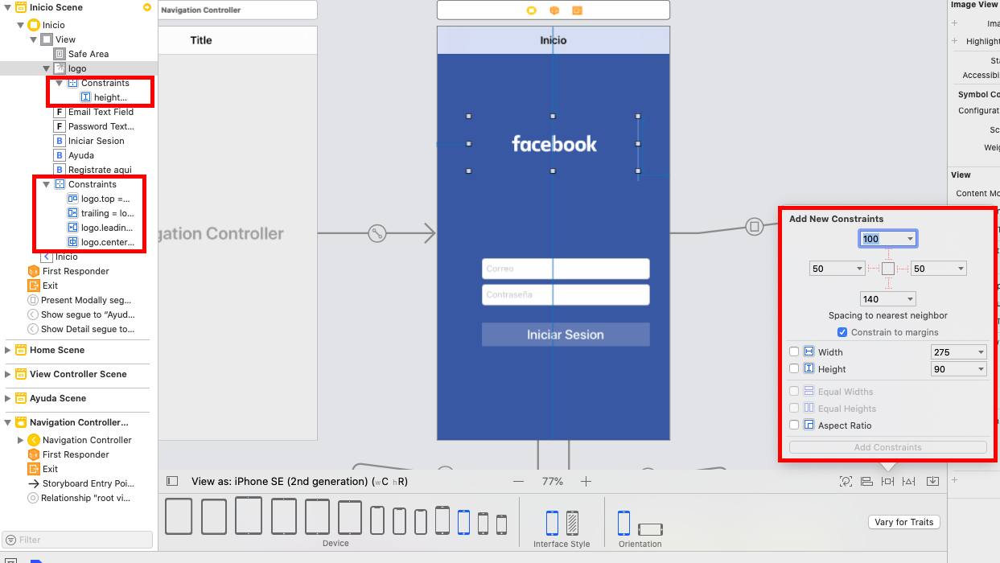 Inicio Scene
Inicio
View
Safe Area
logo
Constraints
height...
F Email Text Field
F Password Text...
B Iniciar Sesion
B Ayuda
B Registrate aqui
Constraints
logo.top =...
trailing = lo...
logo.leadin...
logo.center...
Inicio
First Responder
Exit
Present Modally seg...
Show segue to “Ayud...
Show Detail segue to...
Home Scene
View Controller Scene
Ayuda Scene
Navigation Controller...
Navigation Controller
First Responder
Exit
Storyboard Entry Poi...
Relationship "root vi...
Filter
Navigation Controller
Title
gation Controller
Inicio
facebook
Correo
Contraseña
Iniciar Sesion
Add New Constraints
100
50
50
140
Spacing to nearest neighbor
Constrain to margins
Width 275
Height 90
Equal Widths
Equal Heights
Aspect Ratio
Add Constraints
View as: iPhone SE (2nd generation) (wC hR)
77%
Device
Interface Style
Orientation
Vary for Traits
Image View
Ima
Highlight
Sta
Accessibi
Symbol Co
Configurat
Sc
Weig
View
Content Mo